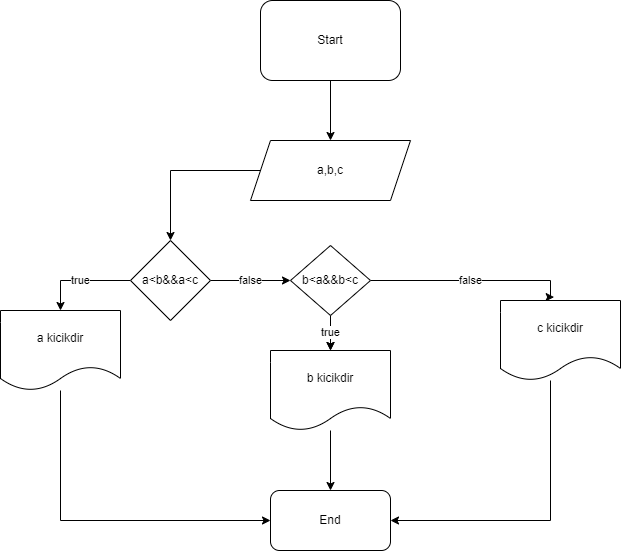 Start
a,b,c
a<b&&a<c
true
false
b<a&&b<c
false
true
a kicikdir
b kicikdir
c kicikdir
End